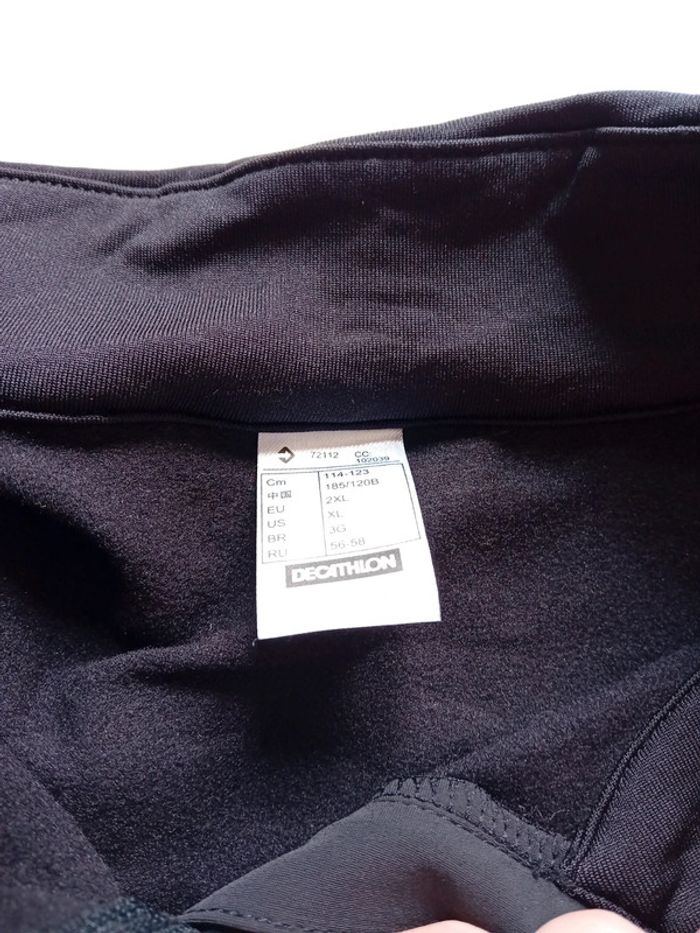 72112 CC: 102039
Cm 114-123
中国 185/120B
EU 2XL
US XL
BR 3G
RU 56-58
DECATHLON